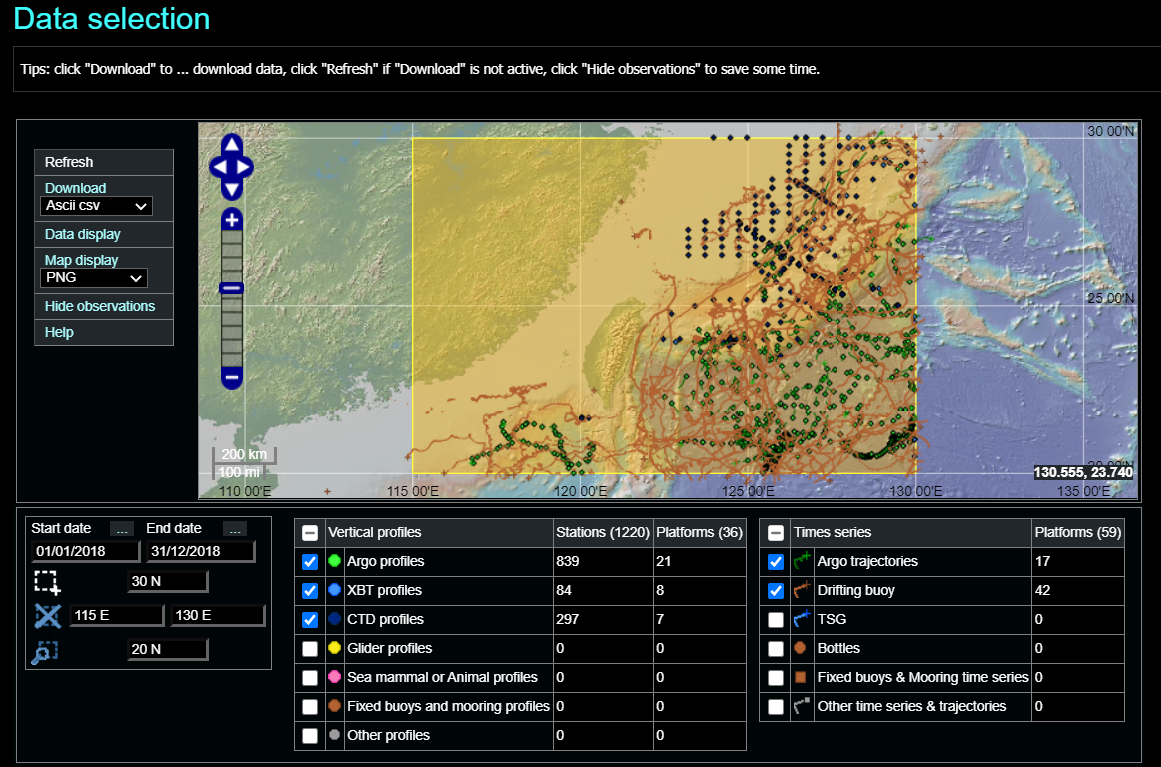 Data selection
Tips: click "Download" to ... download data, click "Refresh" if "Download" is not active, click "Hide observations" to save some time.
Refresh
Download
Ascii csv
Data display
Map display
PNG
Hide observations
Help
30 00'N
25 00'N
200 km
100 mi
130.555, 23.740
110 00'E
115 00'E
120 00'E
125 00'E
130 00'E
135 00'E
Start date ... End date ...
01/01/2018 31/12/2018
30 N
115 E 130 E
20 N
Vertical profiles Stations (1220) Platforms (36)
Argo profiles 839 21
XBT profiles 84 8
CTD profiles 297 7
Glider profiles 0 0
Sea mammal or Animal profiles 0 0
Fixed buoys and mooring profiles 0 0
Other profiles 0 0
Times series Platforms (59)
Argo trajectories 17
Drifting buoy 42
TSG 0
Bottles 0
Fixed buoys & Mooring time series 0
Other time series & trajectories 0